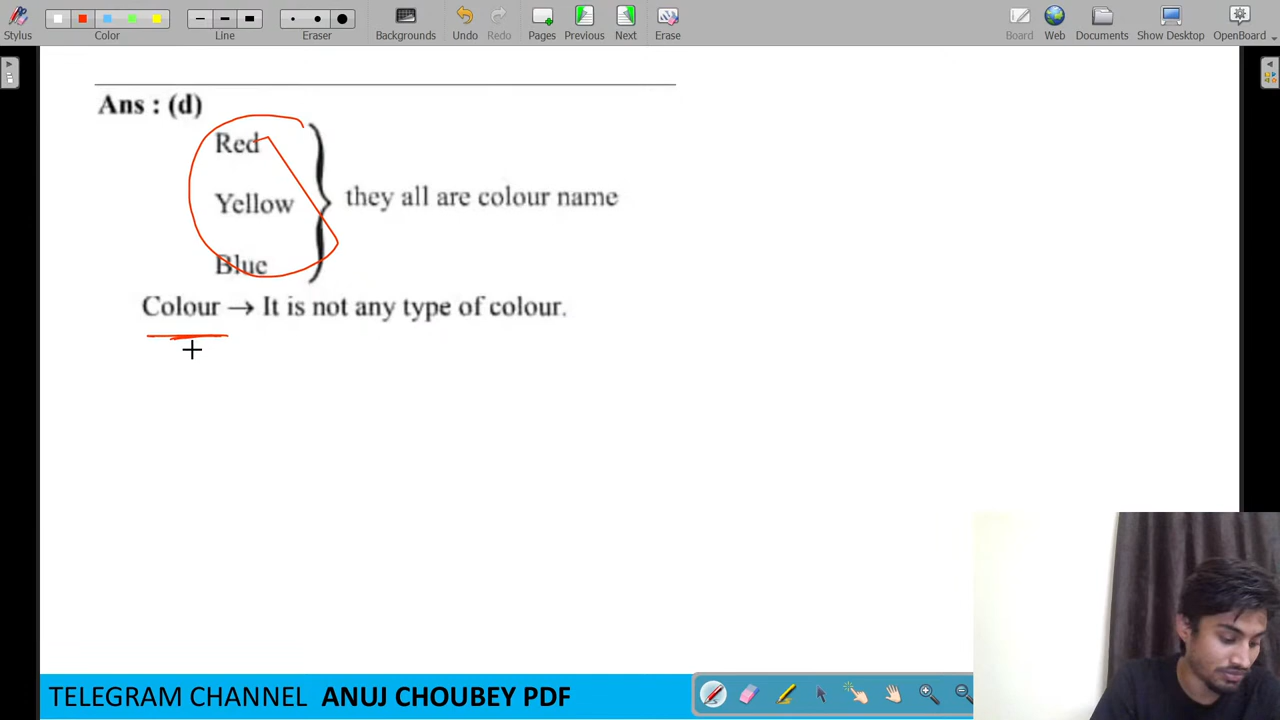 Stylus
Color
Line
Eraser
Backgrounds
Undo
Redo
Pages
Previous
Next
Erase
Board
Web
Documents
Show Desktop
OpenBoard
Ans : (d)
Red
Yellow
Blue
they all are colour name
Colour → It is not any type of colour.
TELEGRAM CHANNEL ANUJ CHOUBEY PDF